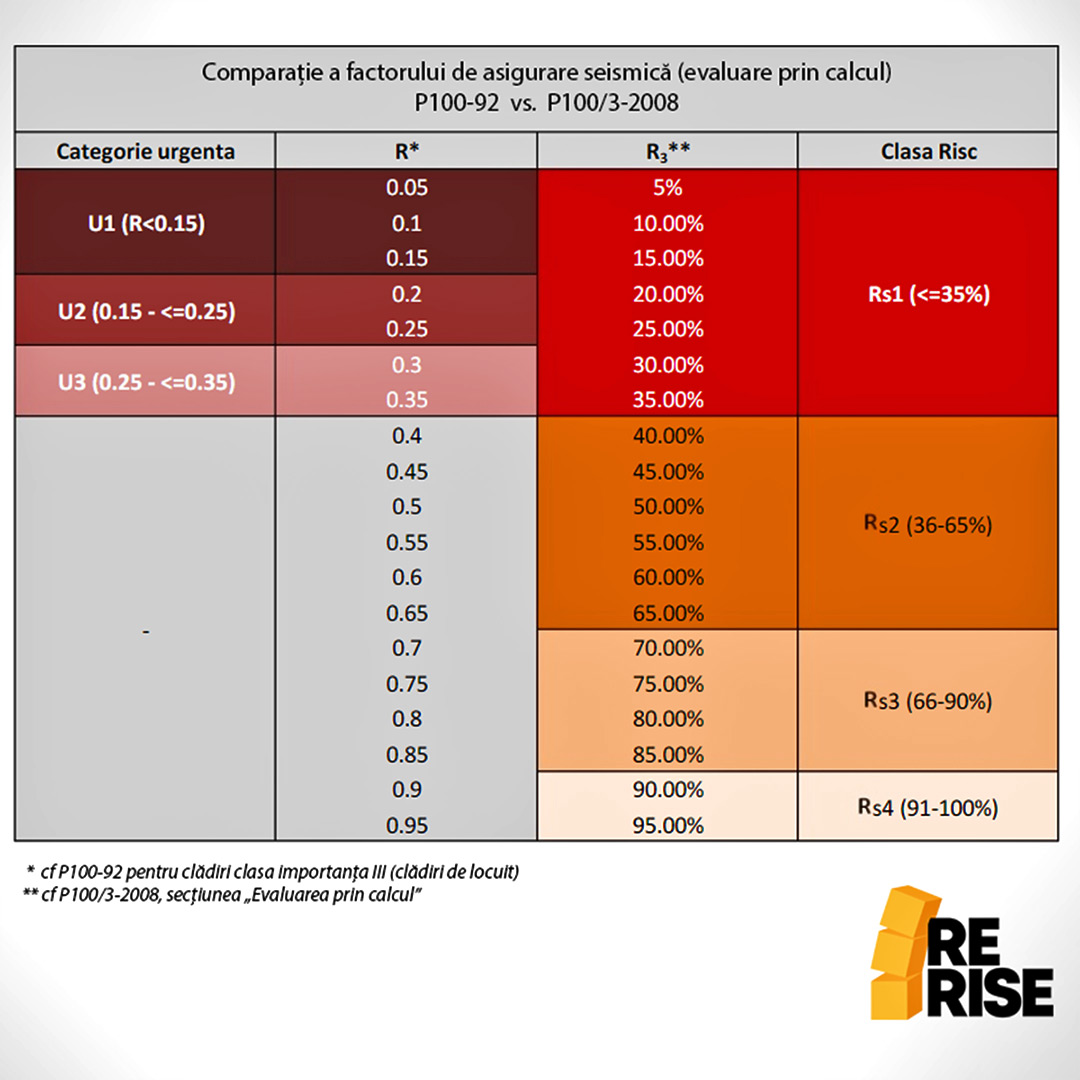 Comparație a factorului de asigurare seismică (evaluare prin calcul)
P100-92 vs. P100/3-2008
Categorie urgenta R* R₃** Clasa Risc
0.05 5%
U1 (R<0.15) 0.1 10.00%
0.15 15.00%
0.2 20.00% Rs1 (<=35%)
U2 (0.15 - <=0.25)
0.25 25.00%
0.3 30.00%
U3 (0.25 - <=0.35)
0.35 35.00%
0.4 40.00%
0.45 45.00%
0.5 50.00%
Rs2 (36-65%)
0.55 55.00%
0.6 60.00%
0.65 65.00%
-
0.7 70.00%
0.75 75.00%
Rs3 (66-90%)
0.8 80.00%
0.85 85.00%
0.9 90.00%
Rs4 (91-100%)
0.95 95.00%
* cf P100-92 pentru clădiri clasa importanța III (clădiri de locuit)
** cf P100/3-2008, secțiunea „Evaluarea prin calcul”
RE
RISE